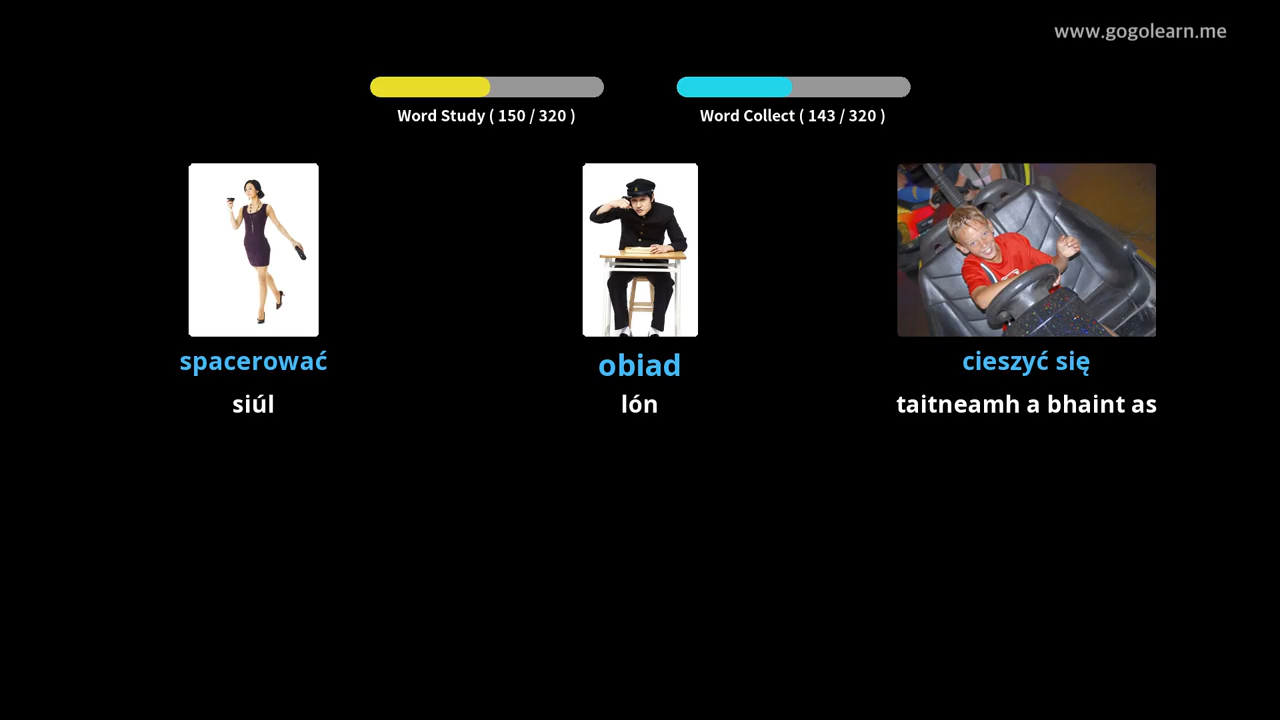 www.gogolearn.me
Word Study ( 150 / 320 )
Word Collect ( 143 / 320 )
spacerować
obiad
cieszyć się
siúl
lón
taitneamh a bhaint as